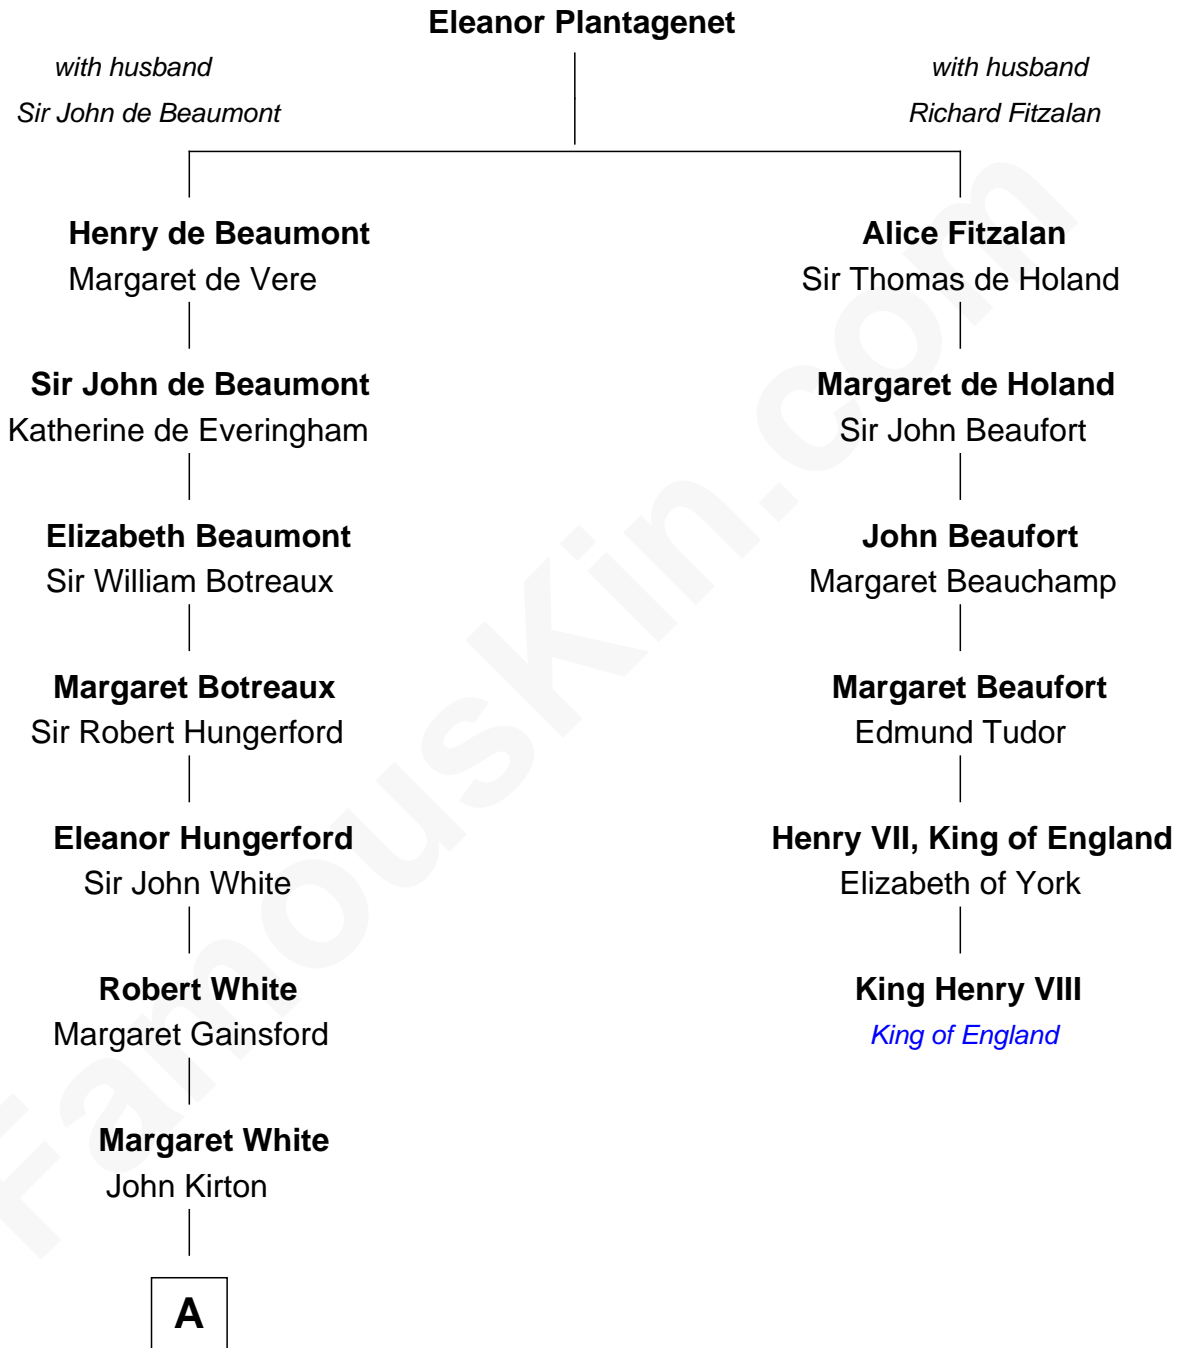 Eleanor Plantagenet
with husband
Sir John de Beaumont
with husband
Richard Fitzalan
Henry de Beaumont
Margaret de Vere
Sir John de Beaumont
Katherine de Everingham
Elizabeth Beaumont
Sir William Botreaux
Margaret Botreaux
Sir Robert Hungerford
Eleanor Hungerford
Sir John White
Robert White
Margaret Gainsford
Margaret White
John Kirton
A
Alice Fitzalan
Sir Thomas de Holand
Margaret de Holand
Sir John Beaufort
John Beaufort
Margaret Beauchamp
Margaret Beaufort
Edmund Tudor
Henry VII, King of England
Elizabeth of York
King Henry VIII
King of England
FamousKin.com